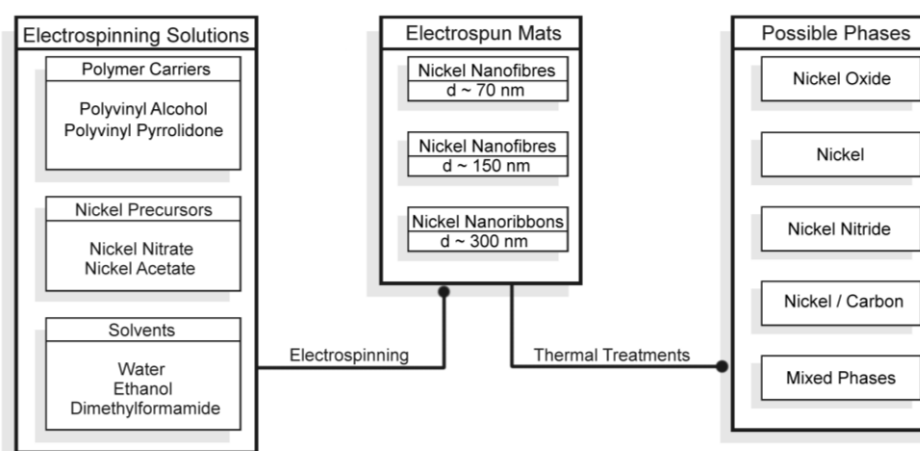 Electrospinning Solutions
Polymer Carriers
Polyvinyl Alcohol
Polyvinyl Pyrrolidone
Nickel Precursors
Nickel Nitrate
Nickel Acetate
Solvents
Water
Ethanol
Dimethylformamide
Electrospinning
Electrospun Mats
Nickel Nanofibres
d ~ 70 nm
Nickel Nanofibres
d ~ 150 nm
Nickel Nanoribbons
d ~ 300 nm
Thermal Treatments
Possible Phases
Nickel Oxide
Nickel
Nickel Nitride
Nickel / Carbon
Mixed Phases